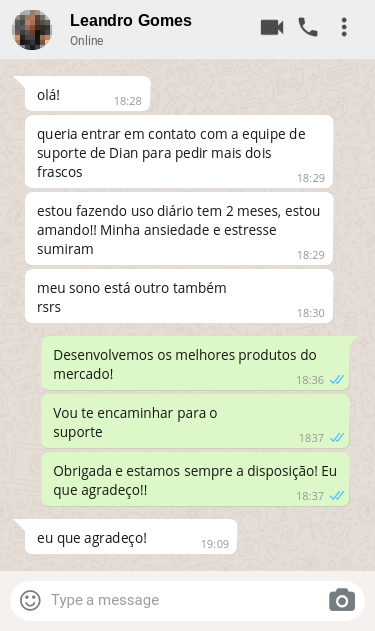 Leandro Gomes
Online
olá!
18:28
queria entrar em contato com a equipe de
suporte de Dian para pedir mais dois
frascos
18:29
estou fazendo uso diário tem 2 meses, estou
amando!! Minha ansiedade e estresse
sumiram
18:29
meu sono está outro também
rsrs
18:30
Desenvolvemos os melhores produtos do
mercado!
18:36
Vou te encaminhar para o
suporte
1837
Obrigada e estamos sempre a disposição! Eu
que agradeço!!
18:37
eu que agradeço!
19:09
Type a message